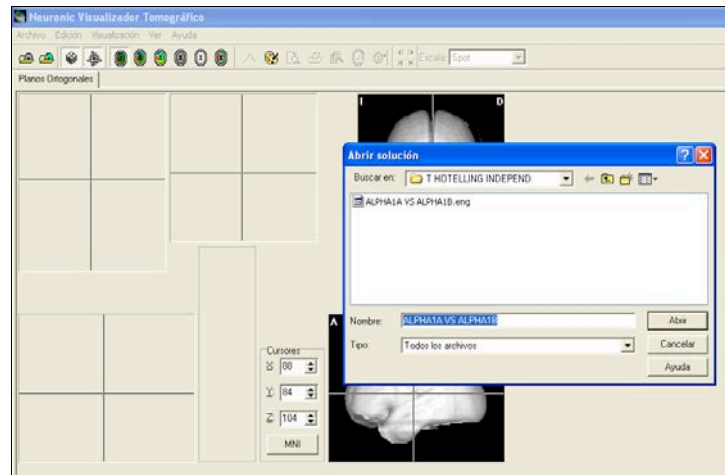 Neuronic Visualizador Tomográfico
Archivo Edición Visualización Ver Ayuda
Escala Spot
Planos Ortogonales
I D
Abrir solución
Buscar en: T HOTELLING INDEPEND
ALPHA1A VS ALPHA1B.eng
Nombre: ALPHA1A VS ALPHA1B Abrir
Tipo: Todos los archivos Cancelar
Ayuda
A
Cursores
X: 88
Y: 84
Z: 104
MNI